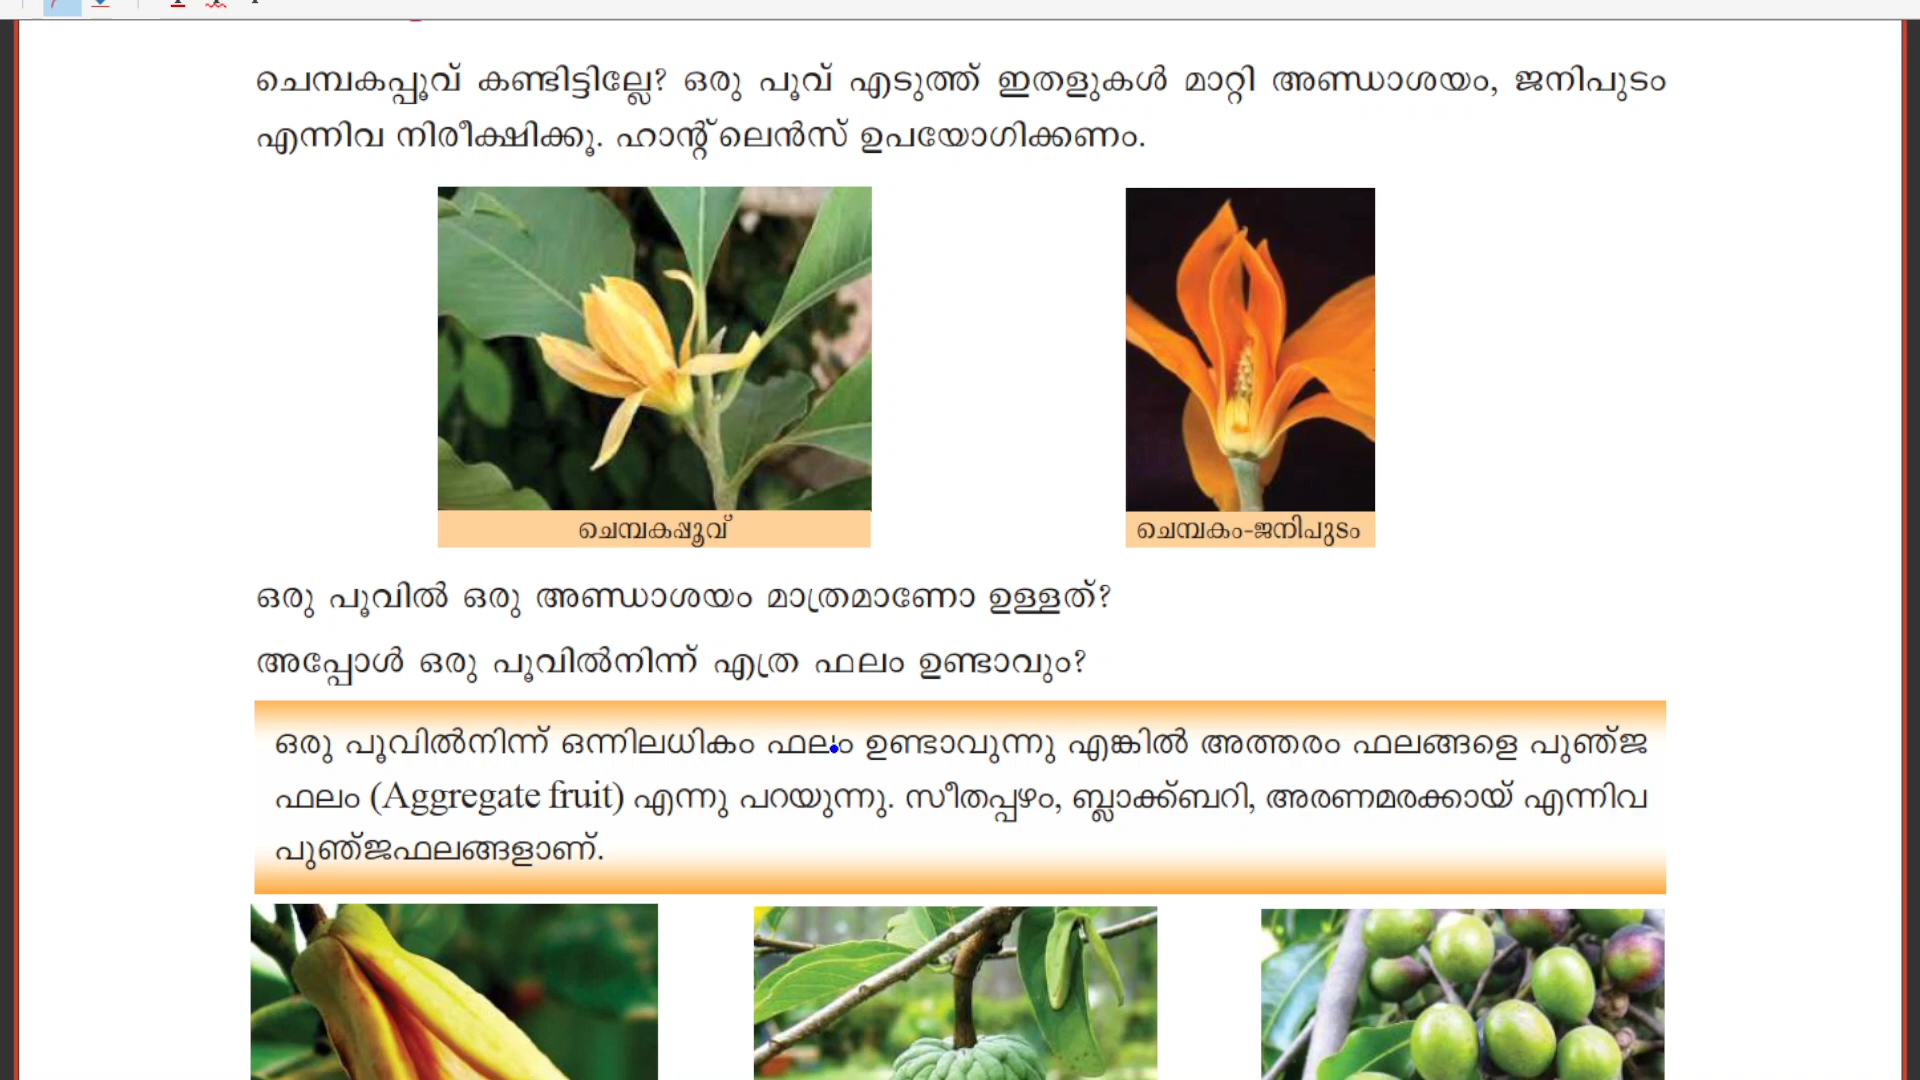 ചെമ്പകപ്പൂവ് കണ്ടിട്ടില്ലേ? ഒരു പൂവ് എടുത്ത് ഇതളുകൾ മാറ്റി അണ്ഡാശയം, ജനിപുടം
എന്നിവ നിരീക്ഷിക്കൂ. ഹാന്റ് ലെൻസ് ഉപയോഗിക്കണം.
ചെമ്പകപ്പൂവ്
ചെമ്പകം-ജനിപുടം
ഒരു പൂവിൽ ഒരു അണ്ഡാശയം മാത്രമാണോ ഉള്ളത്?
അപ്പോൾ ഒരു പൂവിൽനിന്ന് എത്ര ഫലം ഉണ്ടാവും?
ഒരു പൂവിൽനിന്ന് ഒന്നിലധികം ഫലം ഉണ്ടാവുന്നു എങ്കിൽ അത്തരം ഫലങ്ങളെ പുഞ്ജ
ഫലം (Aggregate fruit) എന്നു പറയുന്നു. സീതപ്പഴം, ബ്ലാക്ക്ബറി, അരണമരക്കായ് എന്നിവ
പുഞ്ജഫലങ്ങളാണ്.